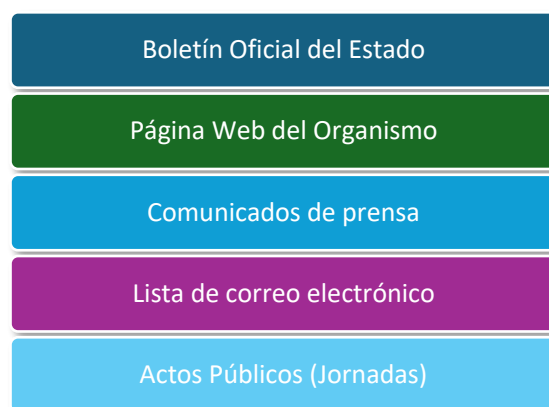 Boletín Oficial del Estado
Página Web del Organismo
Comunicados de prensa
Lista de correo electrónico
Actos Públicos (Jornadas)